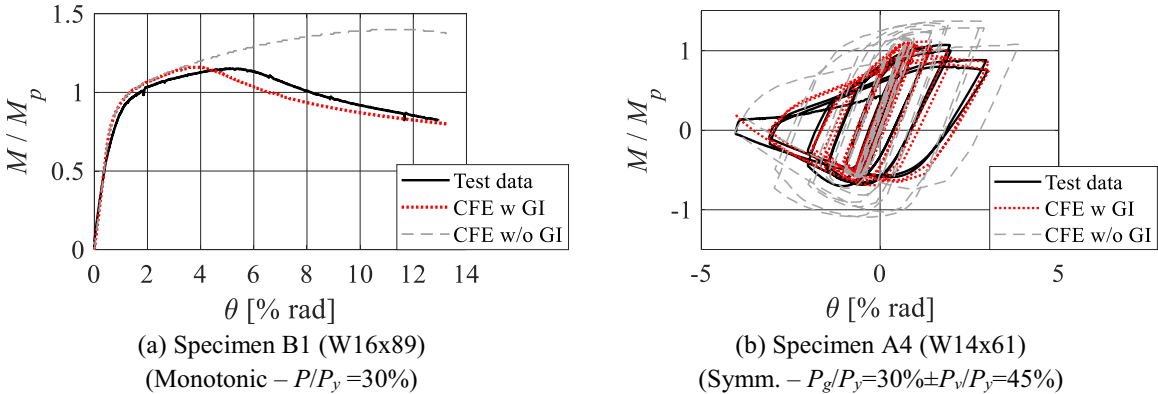 1.5
1
0.5
0
M / Mp
0 2 4 6 8 10 12 14
θ [% rad]
Test data
CFE w GI
CFE w/o GI
(a) Specimen B1 (W16x89)
(Monotonic – P/Py =30%)
1
0
-1
M / Mp
-5 0 5
θ [% rad]
Test data
CFE w GI
CFE w/o GI
(b) Specimen A4 (W14x61)
(Symm. – Pg/Py=30%±Pv/Py=45%)